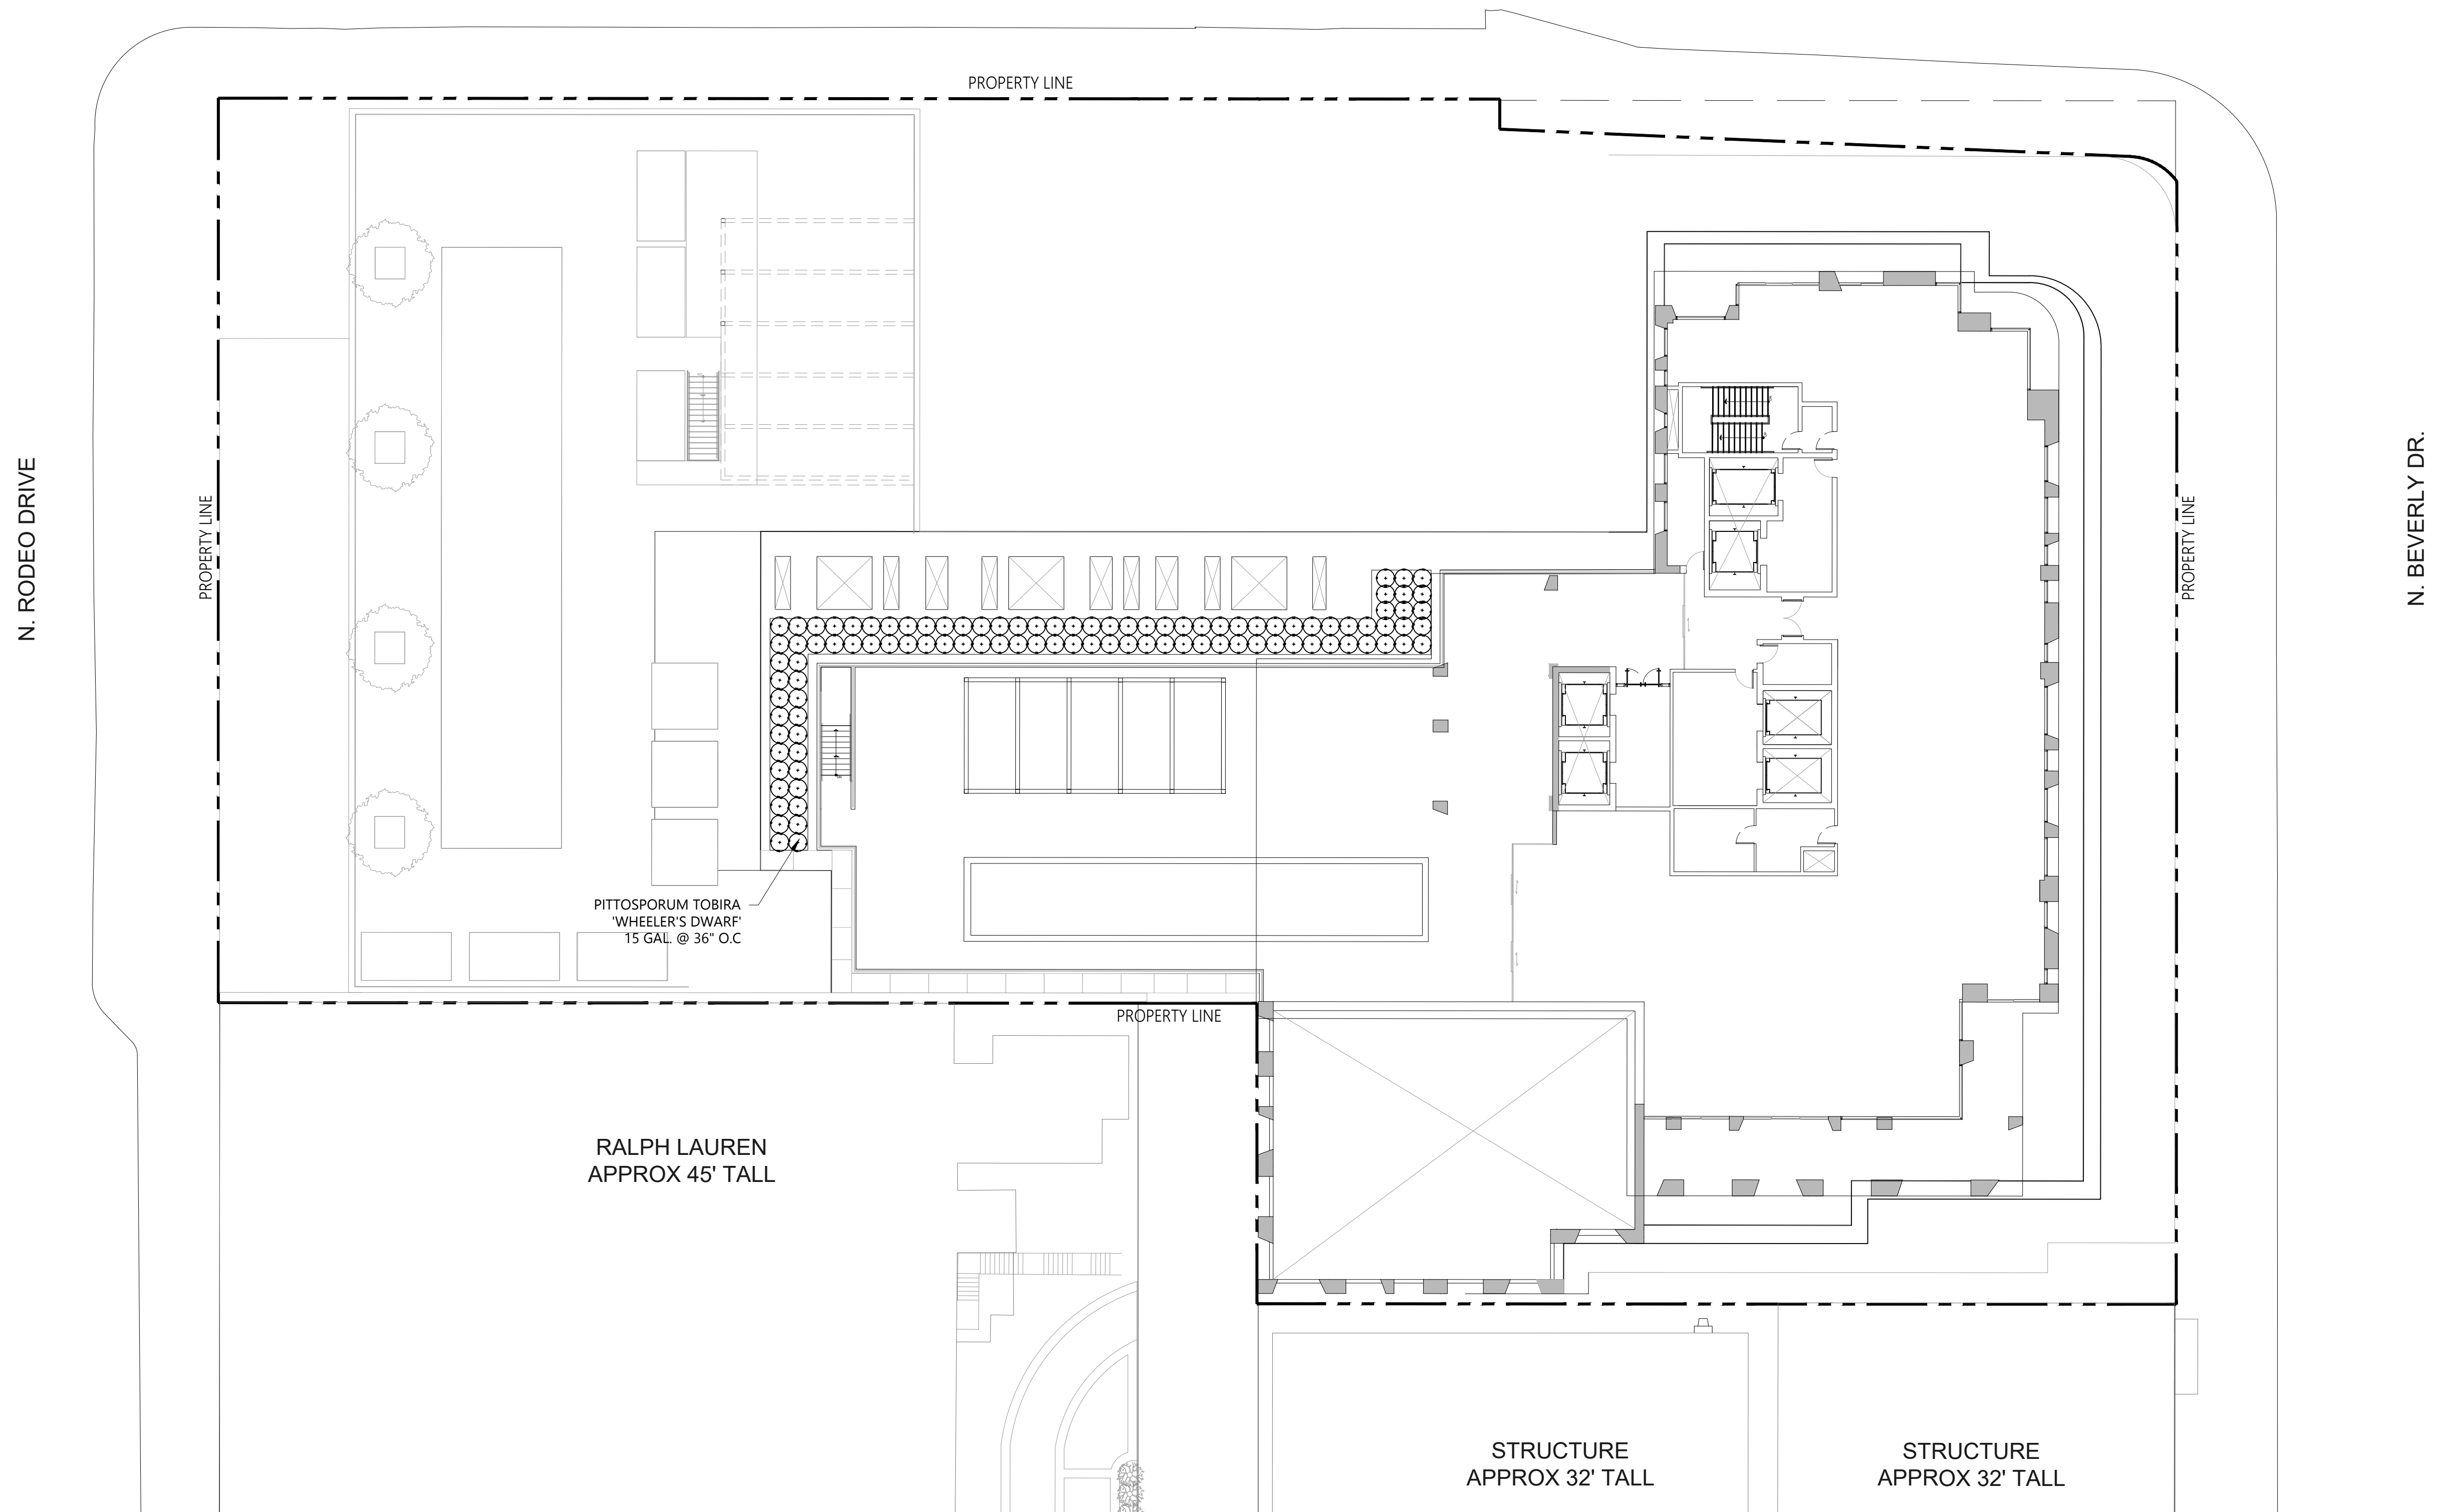 PROPERTY LINE
N. RODEO DRIVE
PROPERTY LINE
PROPERTY LINE
N. BEVERLY DR.
PITTOSPORUM TOBIRA
'WHEELER'S DWARF'
15 GAL. @ 36" O.C
PROPERTY LINE
RALPH LAUREN
APPROX 45' TALL
STRUCTURE
APPROX 32' TALL
STRUCTURE
APPROX 32' TALL